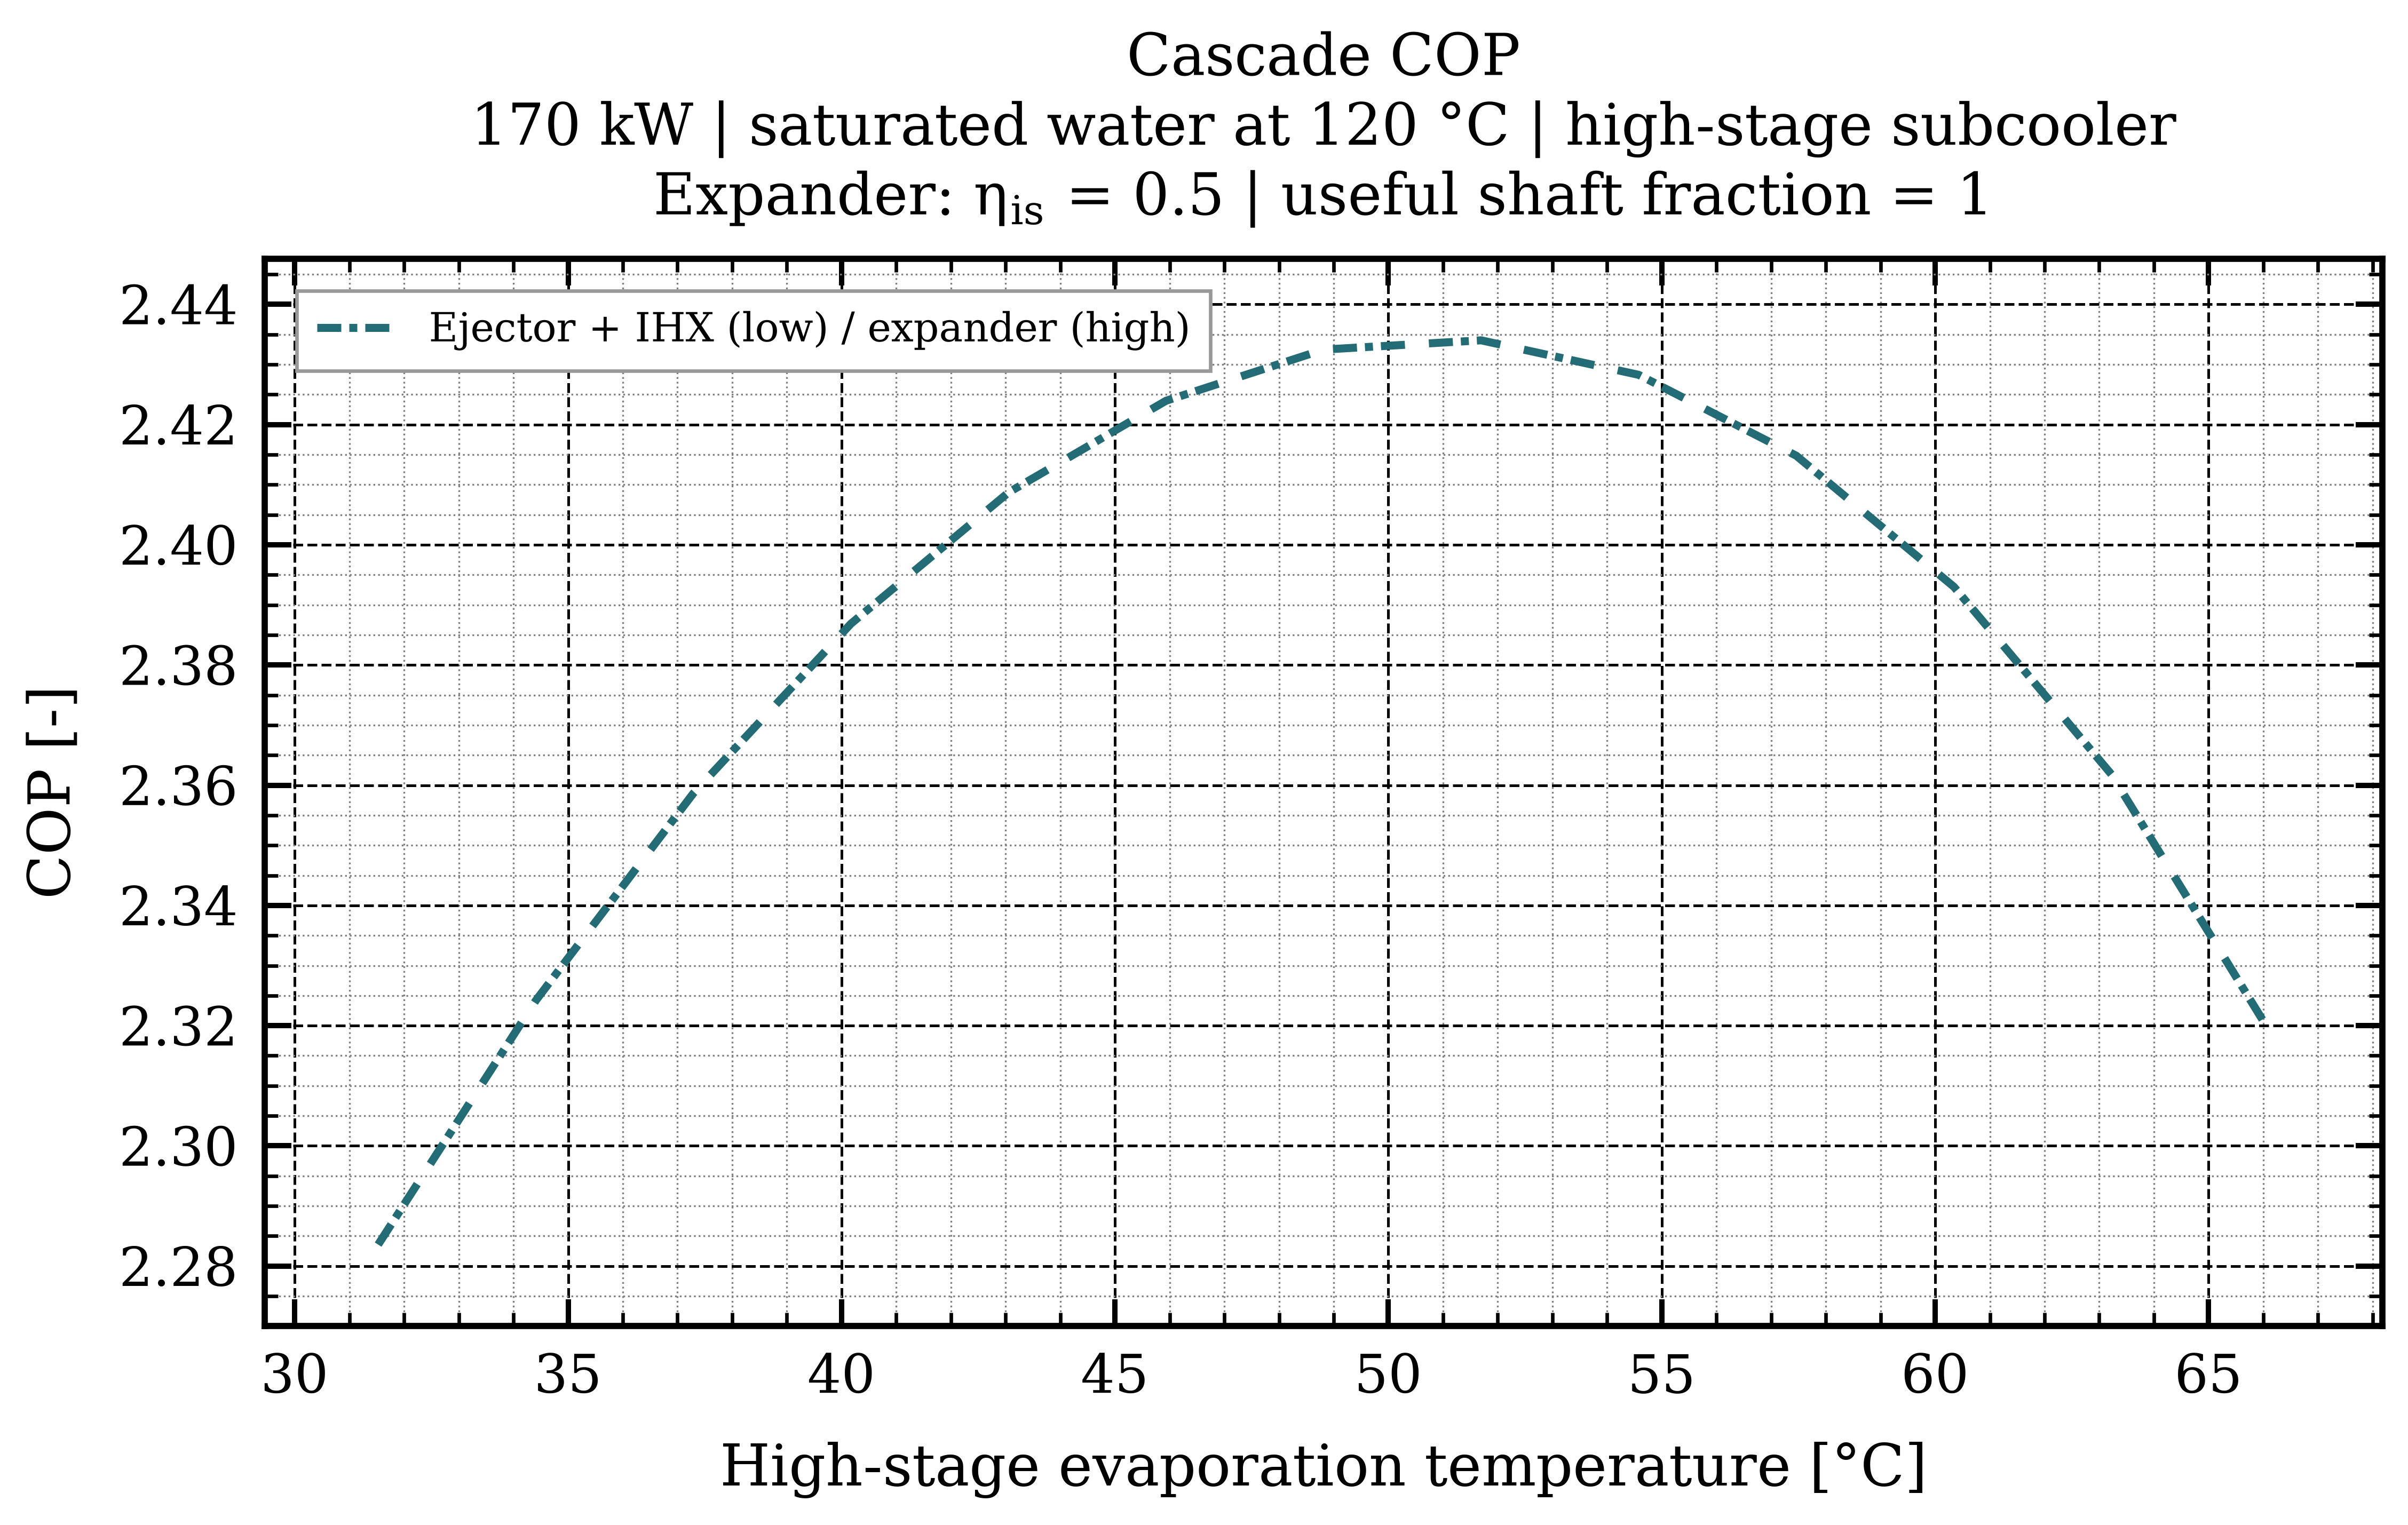 Cascade COP
170 kW | saturated water at 120 °C | high-stage subcooler
Expander: ηis = 0.5 | useful shaft fraction = 1
Ejector + IHX (low) / expander (high)
COP [-]
2.44
2.42
2.40
2.38
2.36
2.34
2.32
2.30
2.28
30 35 40 45 50 55 60 65
High-stage evaporation temperature [°C]